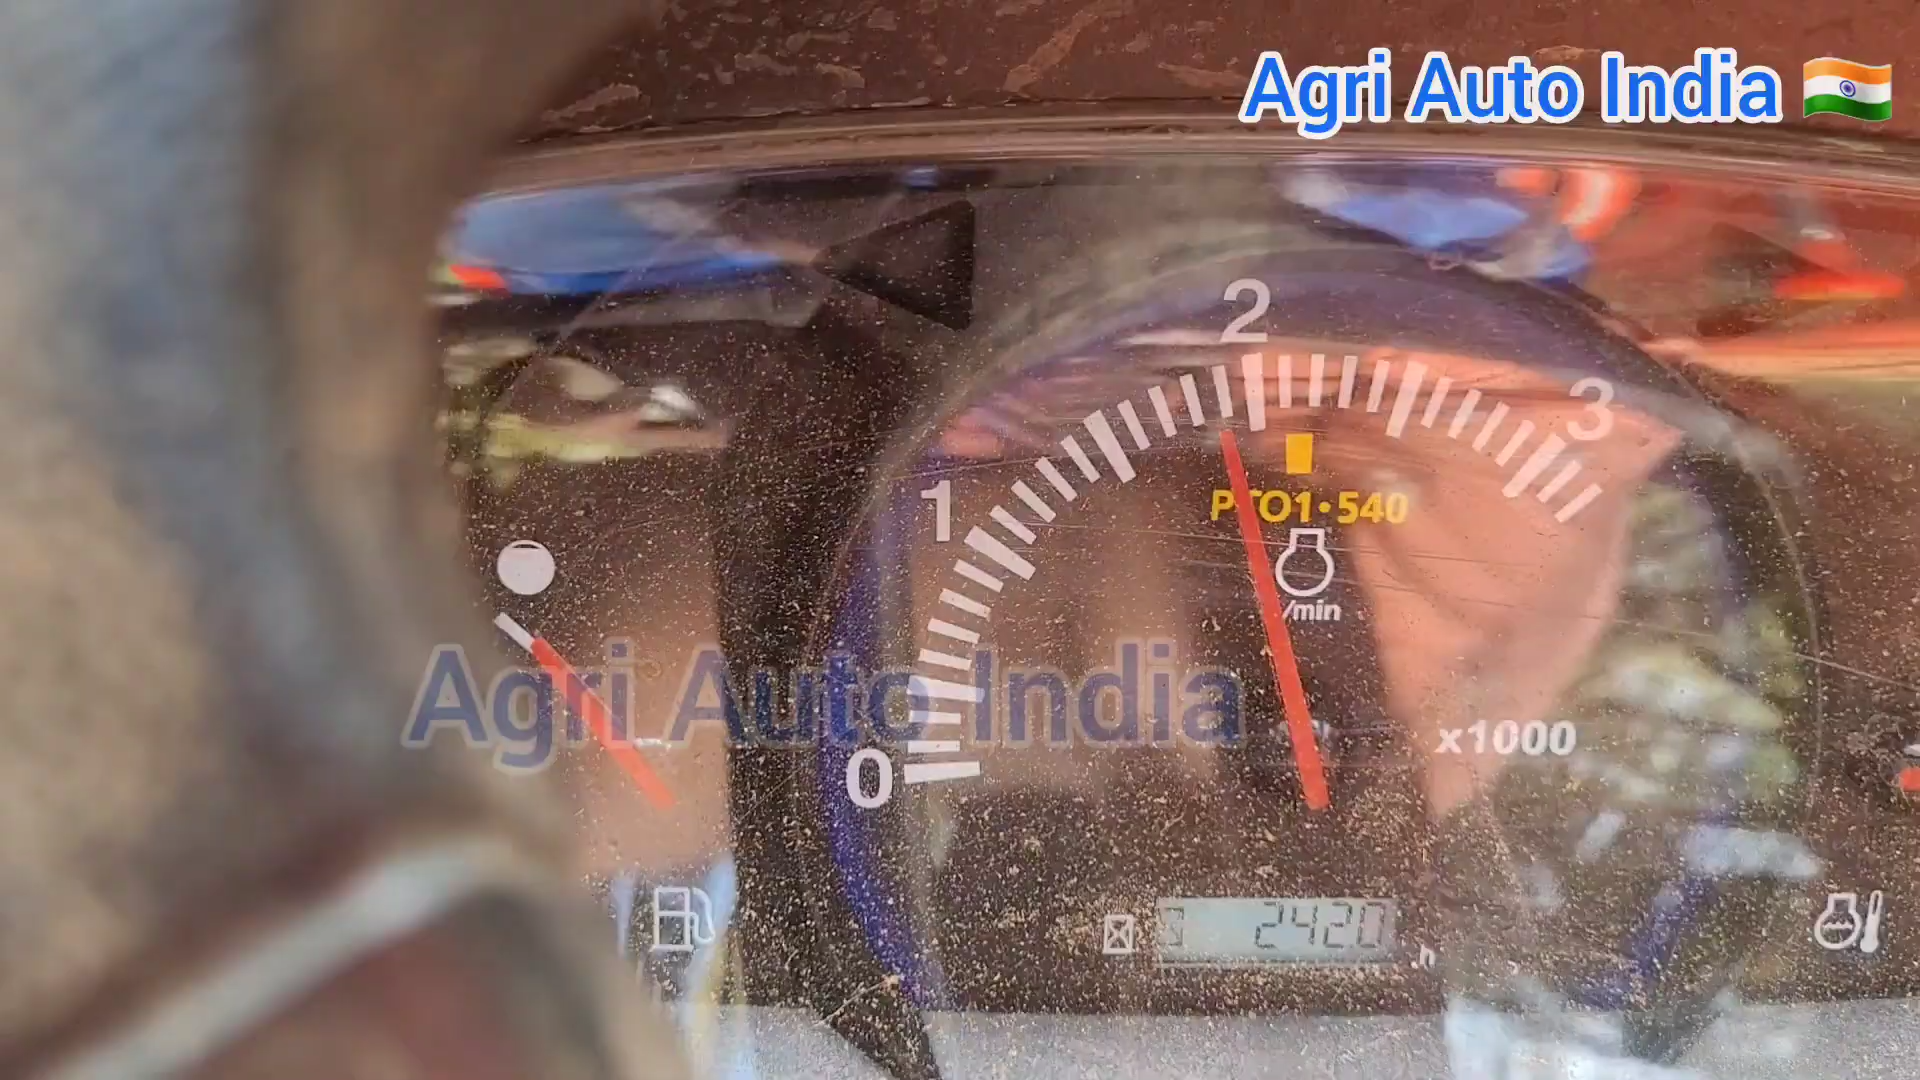 Agri Auto India 🇮🇳
2
3
1
PTO1•540
/min
Agri Auto India
x1000
0
2420
h